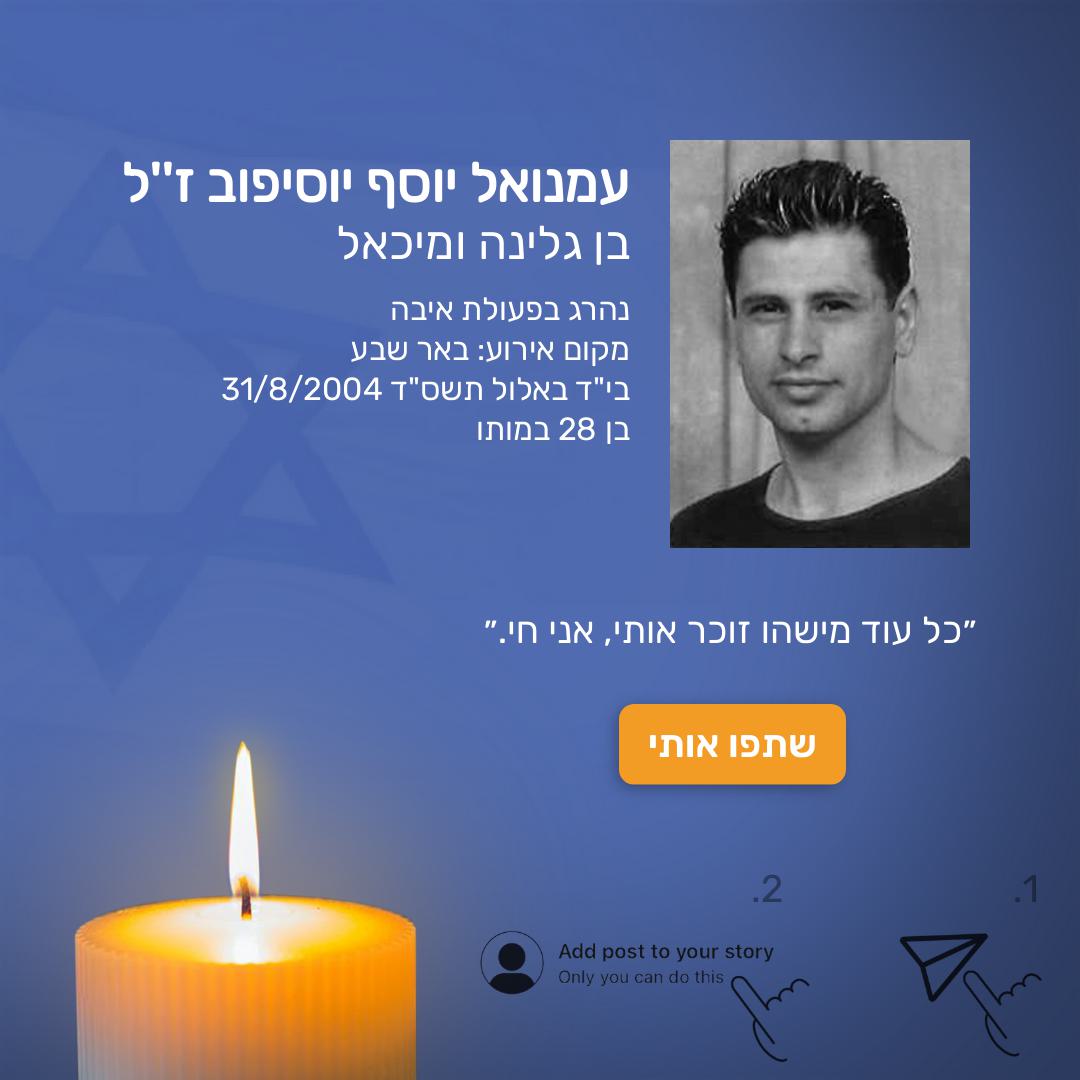 עמנואל יוסף יוסיפוב ז"ל
בן גלינה ומיכאל
נהרג בפעולת איבה
מקום אירוע: באר שבע
בי"ד באלול תשס"ד 31/8/2004
בן 28 במותו
״כל עוד מישהו זוכר אותי, אני חי.״
שתפו אותי
1.
2.
Add post to your story
Only you can do this